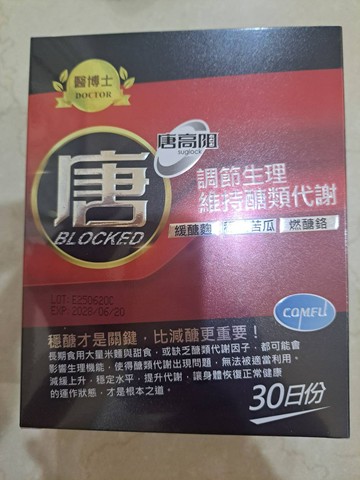 醫博士
DOCTOR
唐高阻
suglock
唐
BLOCKED
調節生理
維持醣類代謝
緩醣麴 苦瓜 燃醣鉻
LOT: E250620C
EXP: 2028/06/20
COMFU
穩醣才是關鍵，比減醣更重要！
長期食用大量米麵與甜食，或缺乏醣類代謝因子，都可能會
影響生理機能，使得醣類代謝出現問題，無法被適當利用。
減緩上升，穩定水平，提升代謝，讓身體恢復正常健康
的運作狀態，才是根本之道。
30日份